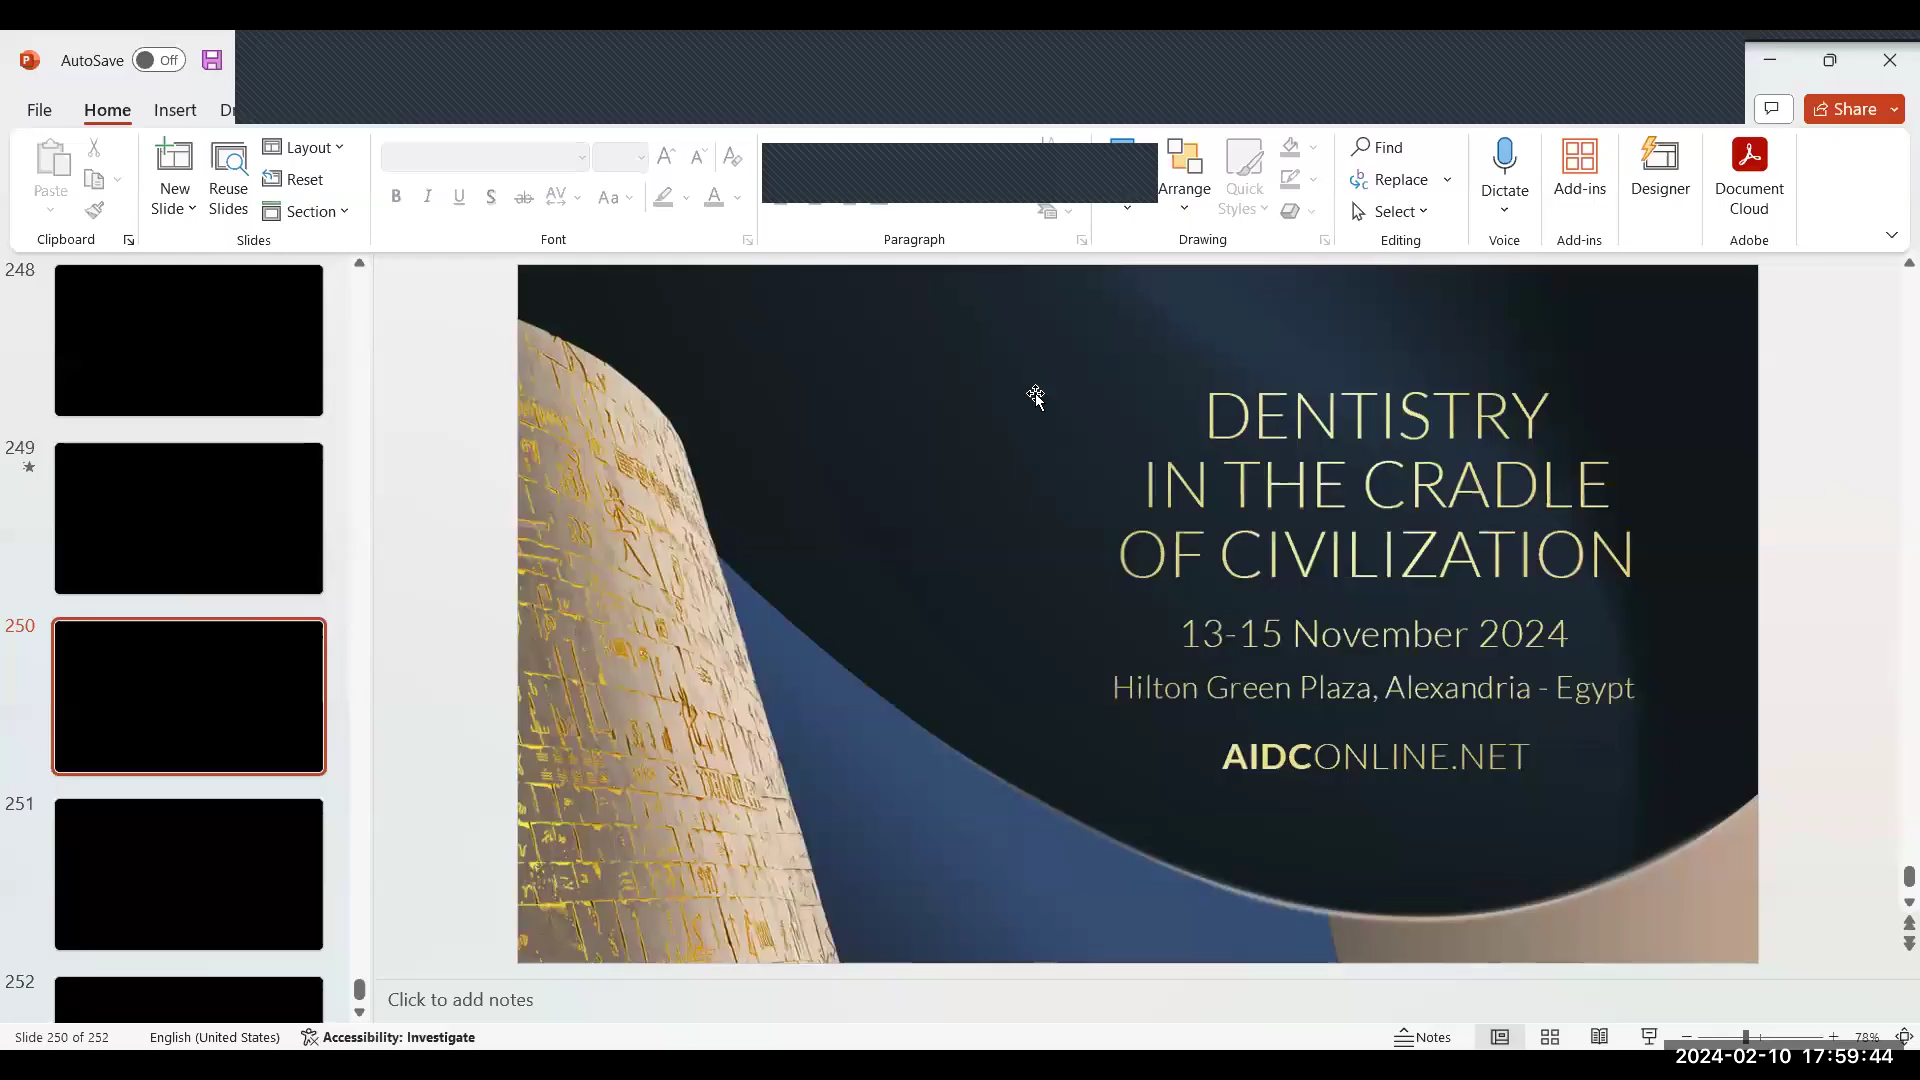 AutoSave Off
File Home Insert
Share
Paste
New Slide
Reuse Slides
Layout
Reset
Section
B I U S ab AV Aa A
Arrange
Quick Styles
Find
Replace
Select
Dictate
Add-ins
Designer
Document Cloud
Clipboard Slides Font Paragraph Drawing Editing Voice Add-ins Adobe
248
249
250
251
252
DENTISTRY
IN THE CRADLE
OF CIVILIZATION
13-15 November 2024
Hilton Green Plaza, Alexandria - Egypt
AIDCONLINE.NET
Click to add notes
Slide 250 of 252 English (United States) Accessibility: Investigate Notes 78%
2024-02-10 17:59:44